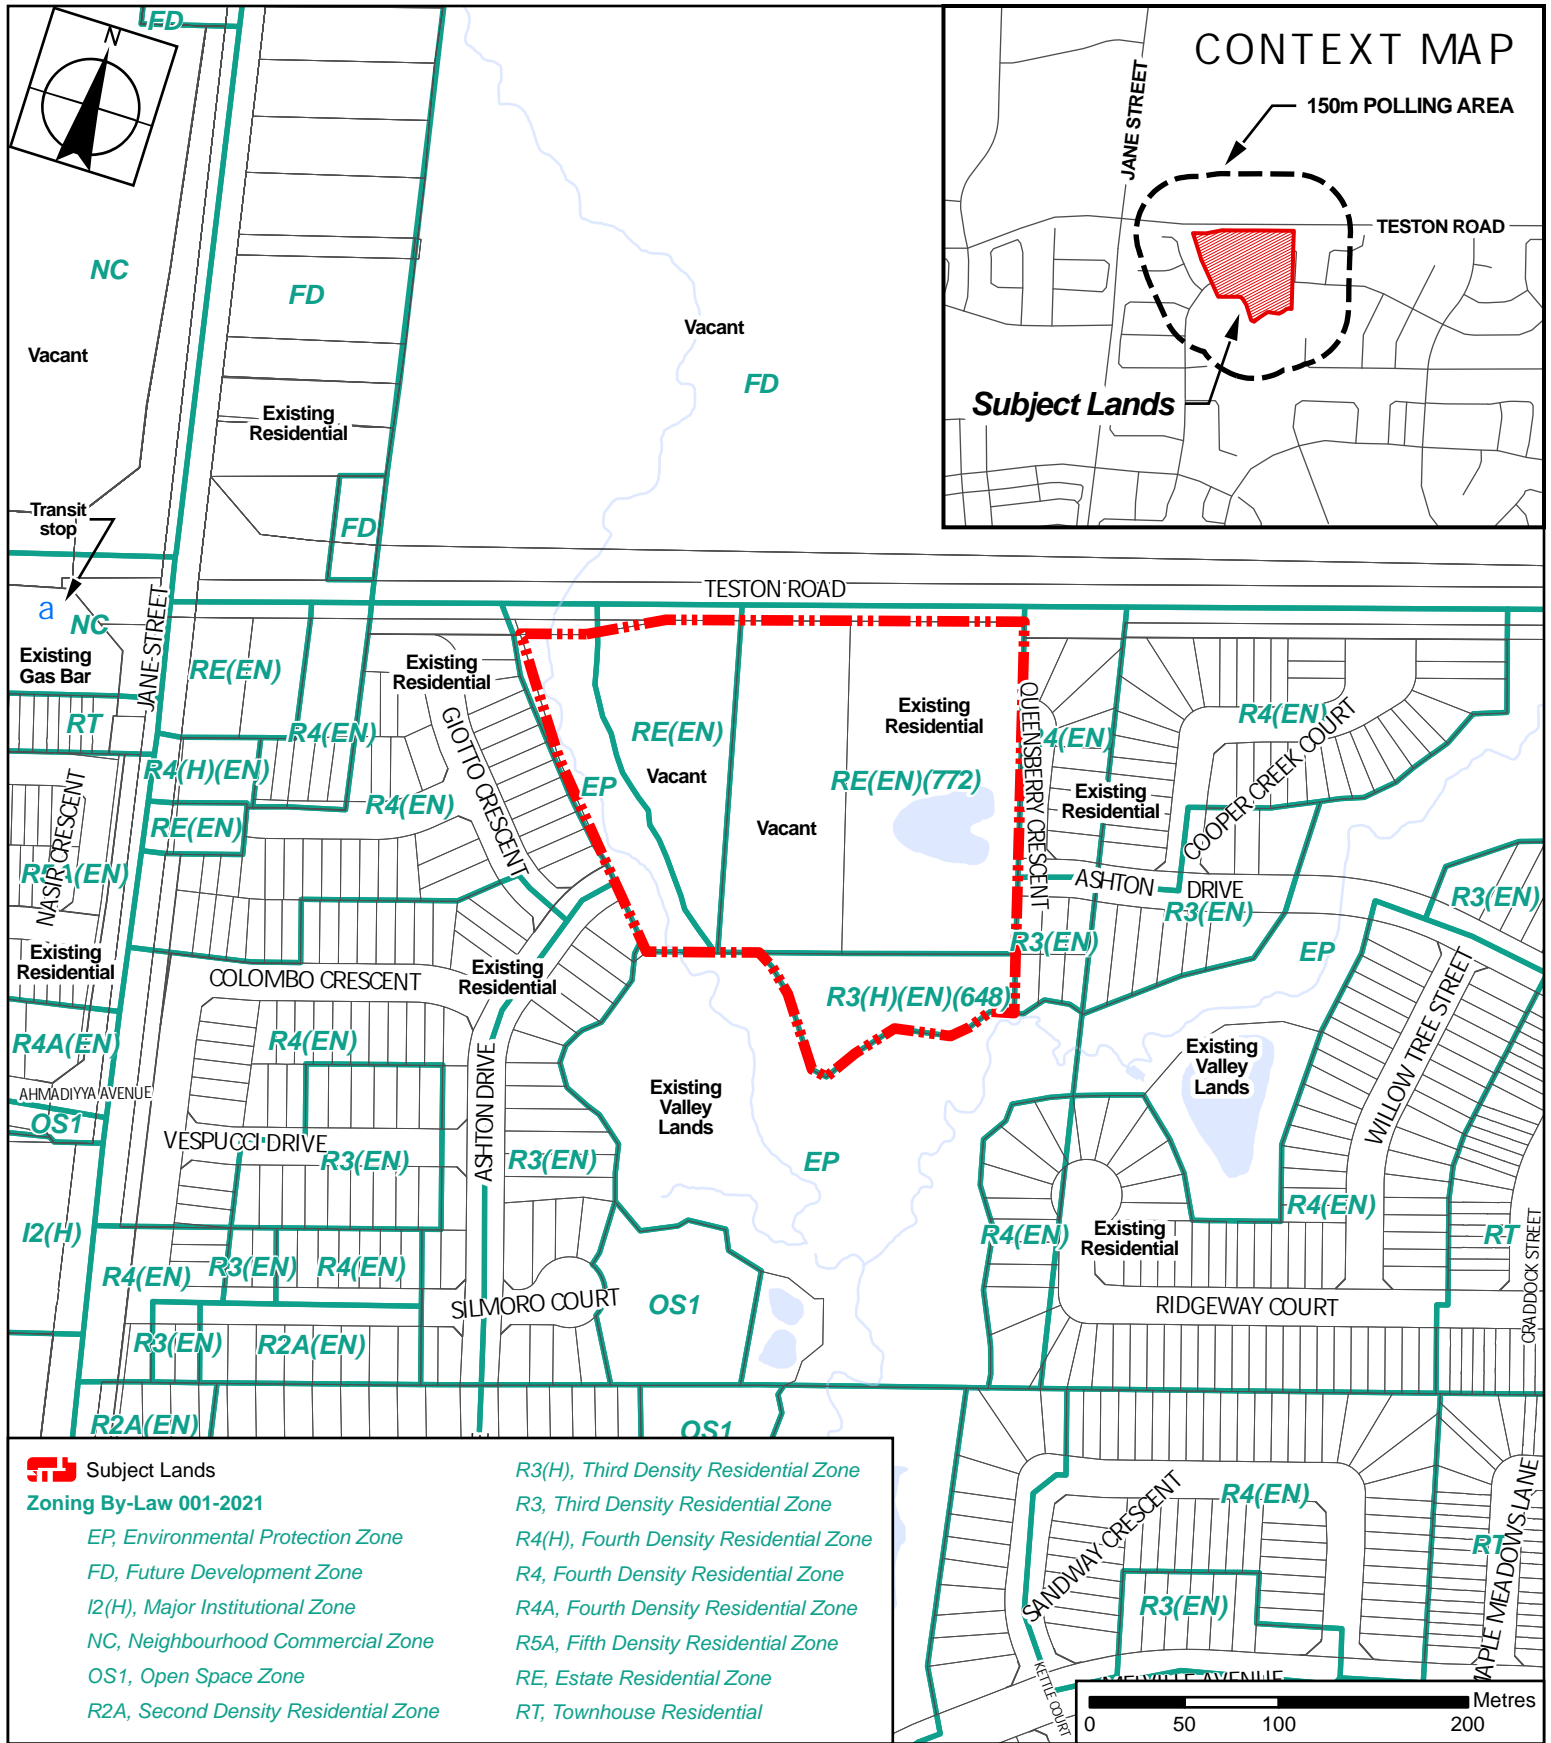 FD
N
CONTEXT MAP
150m POLLING AREA
JANE STREET
TESTON ROAD
Subject Lands
NC
FD
Vacant
Vacant
FD
Existing
Residential
Transit
stop
FD
a
NC
TESTON ROAD
JANE STREET
Existing
Gas Bar
RE(EN)
Existing
Residential
RT
R4(EN)
GIOTTO CRESCENT
RE(EN)
Vacant
Existing
Residential
QUEENSBERRY CRESCENT
R4(EN)
R4(EN)
COOPER CREEK COURT
R4(H)(EN)
R4(EN)
EP
RE(EN)(772)
Existing
Residential
NASIR CRESCENT
RE(EN)
Vacant
R5A(EN)
ASHTON DRIVE
R3(EN)
R3(EN)
R3(EN)
EP
Existing
Residential
COLOMBO CRESCENT
Existing
Residential
R3(H)(EN)(648)
WILLOW TREE STREET
R4A(EN)
R4(EN)
ASHTON DRIVE
Existing
Valley
Lands
Existing
Valley
Lands
AHMADIYYA AVENUE
OS1
VESPUCCI DRIVE
R3(EN)
R3(EN)
EP
R4(EN)
I2(H)
R4(EN)
Existing
Residential
RT
CRADDOCK STREET
R4(EN)
R3(EN)
R4(EN)
SILMORO COURT
OS1
RIDGEWAY COURT
R3(EN)
R2A(EN)
R2A(EN)
OS1
SANDWAY CRESCENT
R4(EN)
RT
MAPLE MEADOWS LANE
R3(EN)
KETTLE COURT
MELVILLE AVENUE
Subject Lands
Zoning By-Law 001-2021
EP, Environmental Protection Zone
FD, Future Development Zone
I2(H), Major Institutional Zone
NC, Neighbourhood Commercial Zone
OS1, Open Space Zone
R2A, Second Density Residential Zone
R3(H), Third Density Residential Zone
R3, Third Density Residential Zone
R4(H), Fourth Density Residential Zone
R4, Fourth Density Residential Zone
R4A, Fourth Density Residential Zone
R5A, Fifth Density Residential Zone
RE, Estate Residential Zone
RT, Townhouse Residential
Metres
0 50 100 200